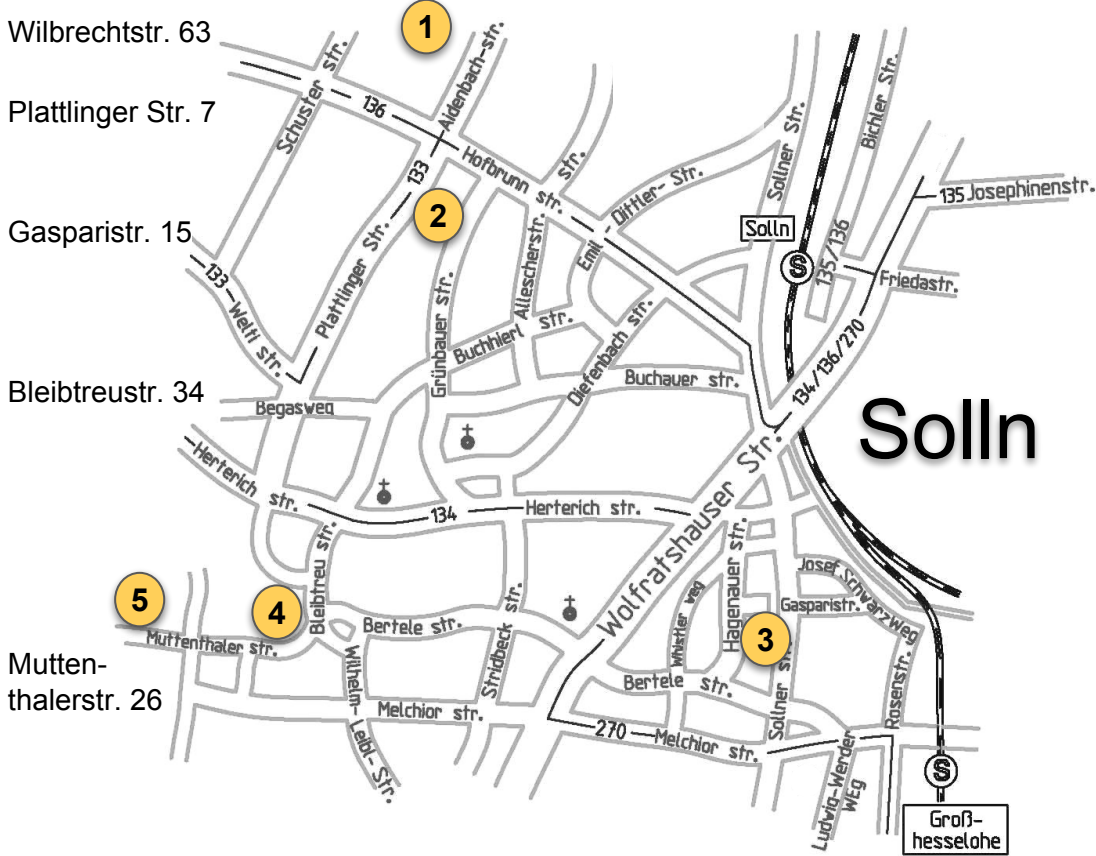 Wilbrechtstr. 63
Plattlinger Str. 7
Gasparistr. 15
Bleibtreustr. 34
Mutten-
thalerstr. 26
1
2
3
4
5
Schuster str.
136
Aidenbach-str.
Hofbrunn str.
str.
133
Plattlinger Str.
133
Welti str.
Grünbauer str.
Allescherstr.
Buchhierl str.
Emil - Dittler- Str.
Diefenbach str.
Sollner Str.
Bichler Str.
Solln
S
135/136
135 Josephinenstr.
Friedastr.
134/136/270
Buchauer str.
Begasweg
Solln
Herterich str.
134
Herterich str.
Wolfratshauser Str.
Bleibtreu str.
Bertele str.
Stridbeck str.
Muttenthaler str.
Wilhelm- Leibl- Str.
Melchior str.
Whistler weg
Hagenauer str.
Josef Schwarzweg
Gasparistr.
Sollner str.
Rosenstr.
Bertele str.
270
Melchior str.
Ludwig-Werder
WEg
S
Groß-
hesselohe